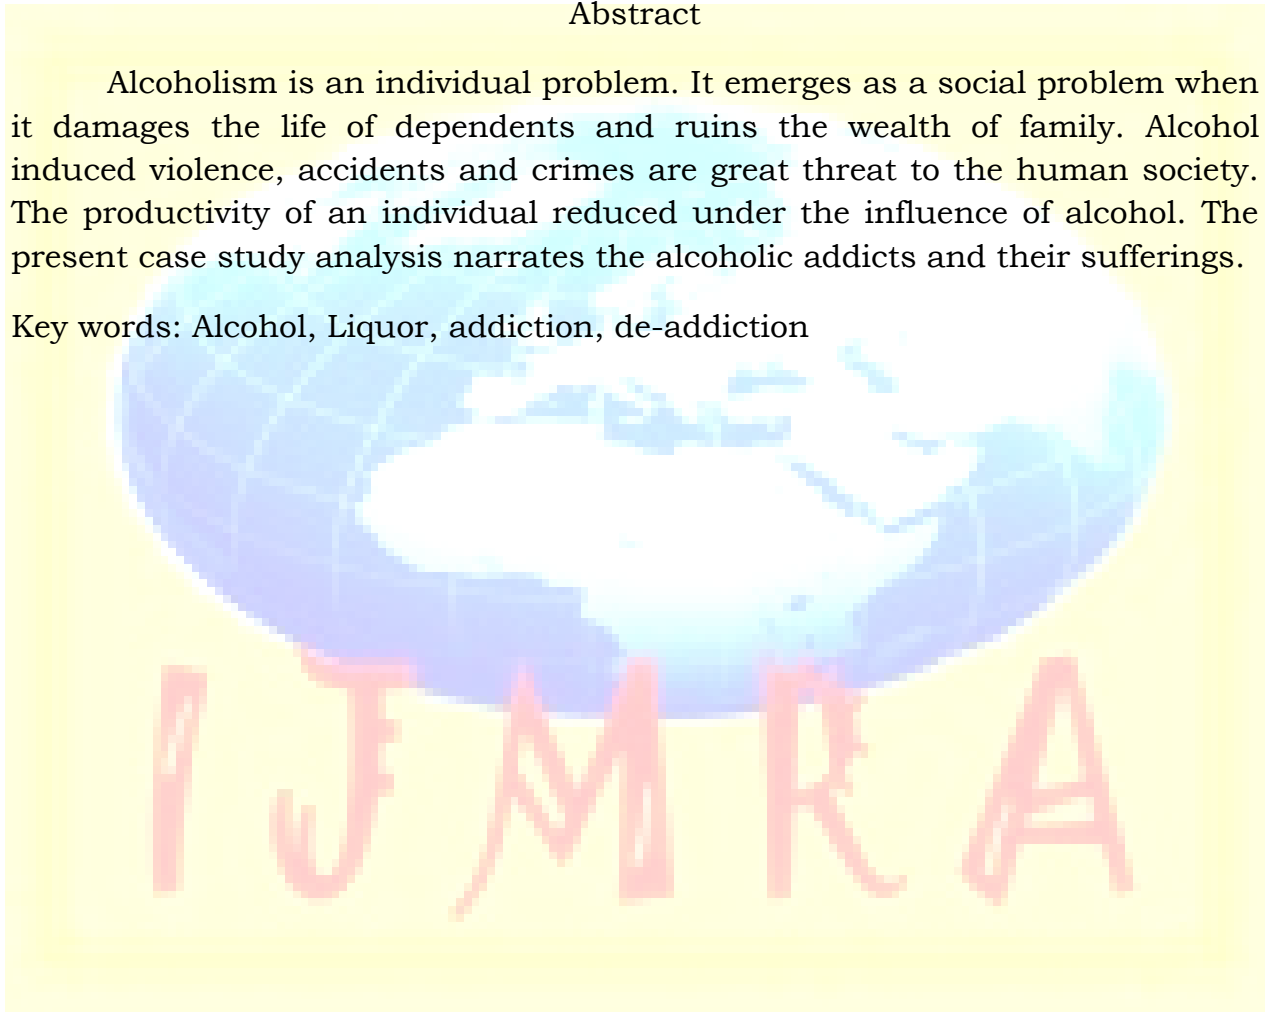 Abstract
Alcoholism is an individual problem. It emerges as a social problem when
it damages the life of dependents and ruins the wealth of family. Alcohol
induced violence, accidents and crimes are great threat to the human society.
The productivity of an individual reduced under the influence of alcohol. The
present case study analysis narrates the alcoholic addicts and their sufferings.
Key words: Alcohol, Liquor, addiction, de-addiction
IJMRA